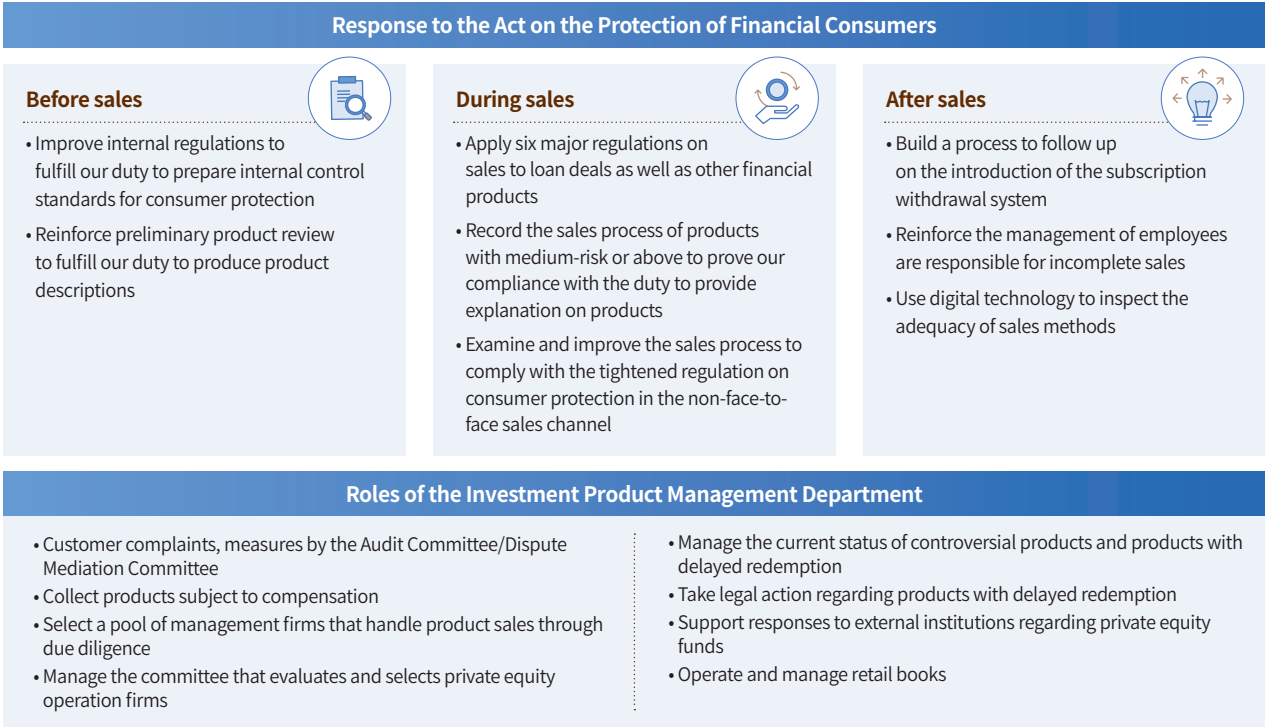 Response to the Act on the Protection of Financial Consumers
Before sales
• Improve internal regulations to
fulfill our duty to prepare internal control
standards for consumer protection
• Reinforce preliminary product review
to fulfill our duty to produce product
descriptions
During sales
• Apply six major regulations on
sales to loan deals as well as other financial
products
• Record the sales process of products
with medium-risk or above to prove our
compliance with the duty to provide
explanation on products
• Examine and improve the sales process to
comply with the tightened regulation on
consumer protection in the non-face-to-
face sales channel
After sales
• Build a process to follow up
on the introduction of the subscription
withdrawal system
• Reinforce the management of employees
are responsible for incomplete sales
• Use digital technology to inspect the
adequacy of sales methods
Roles of the Investment Product Management Department
• Customer complaints, measures by the Audit Committee/Dispute
Mediation Committee
• Collect products subject to compensation
• Select a pool of management firms that handle product sales through
due diligence
• Manage the committee that evaluates and selects private equity
operation firms
• Manage the current status of controversial products and products with
delayed redemption
• Take legal action regarding products with delayed redemption
• Support responses to external institutions regarding private equity
funds
• Operate and manage retail books